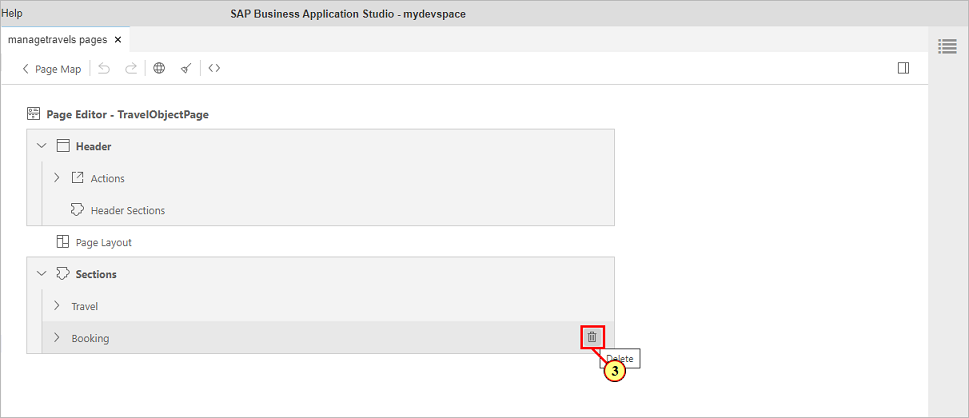 Help SAP Business Application Studio - mydevspace
managetravels pages
Page Map
Page Editor - TravelObjectPage
Header
Actions
Header Sections
Page Layout
Sections
Travel
Booking
Delete
3